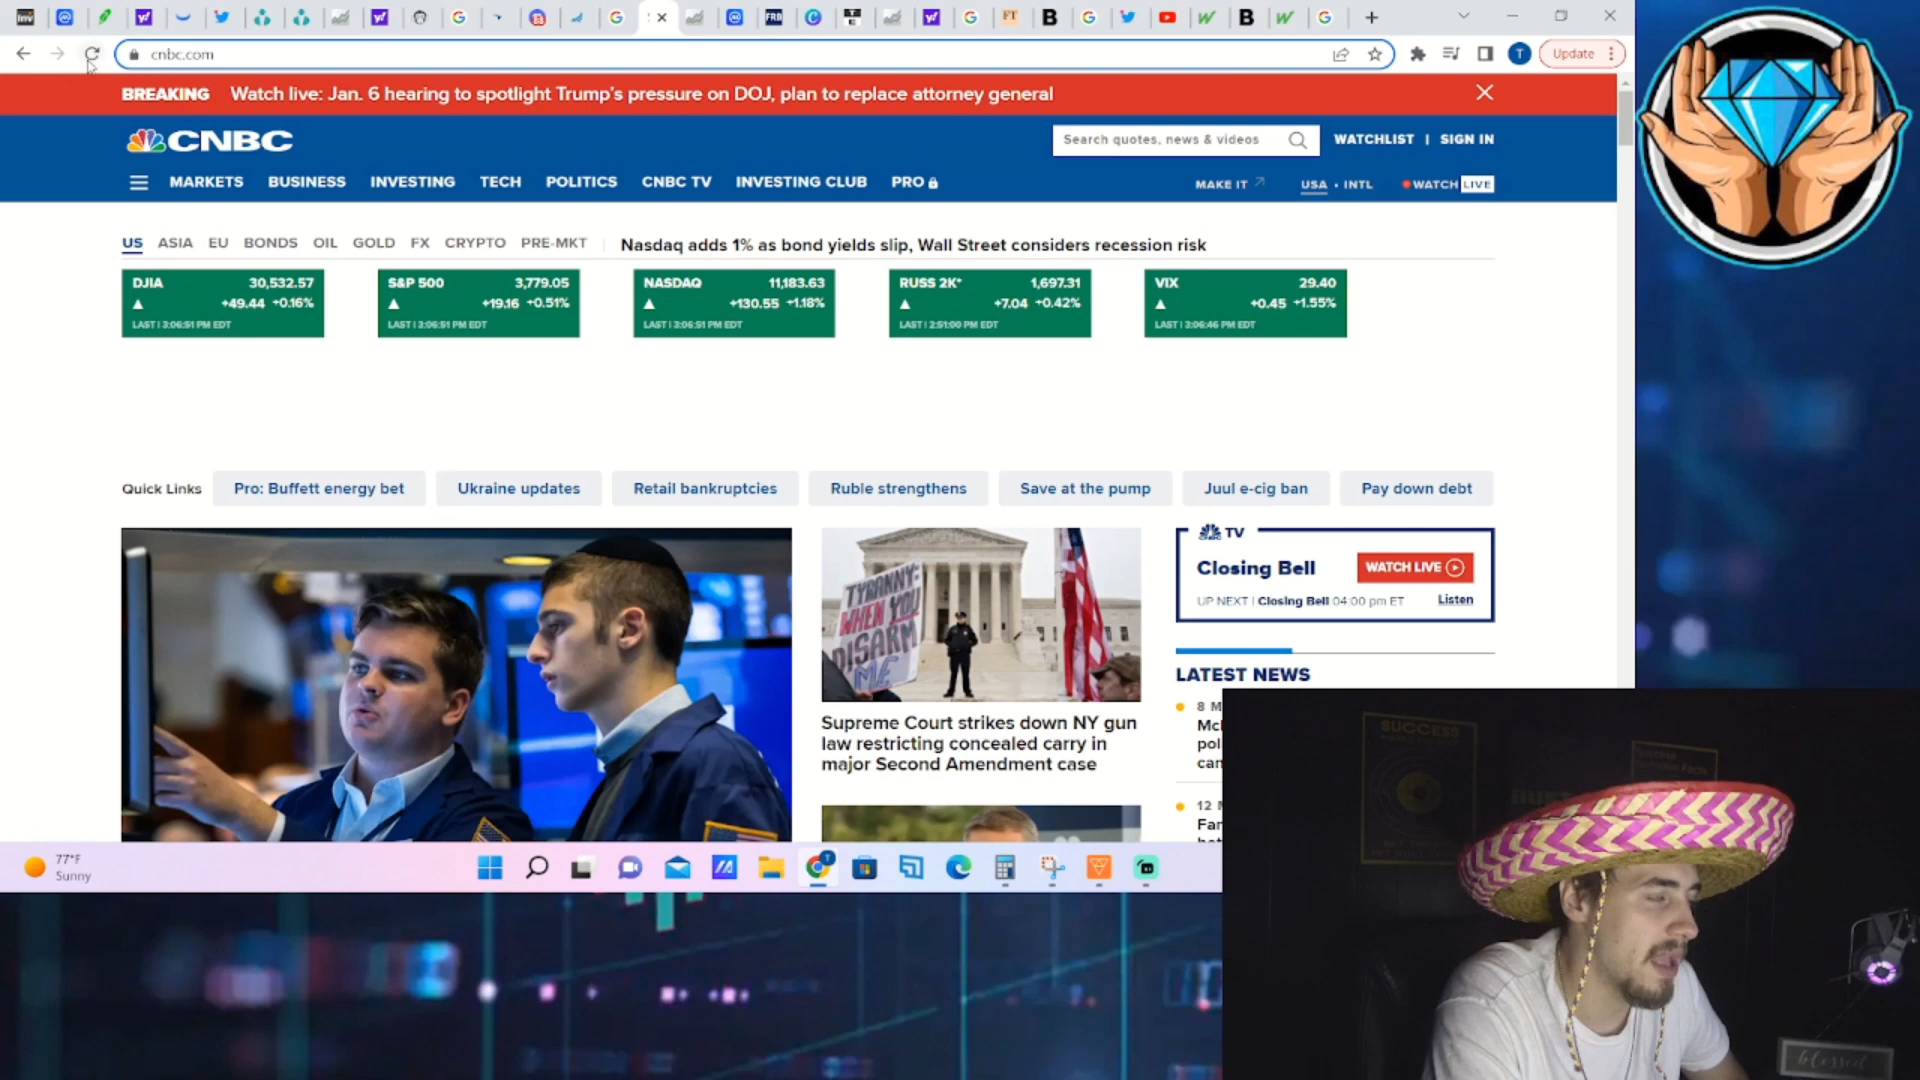 cnbc.com
Update
BREAKING Watch live: Jan. 6 hearing to spotlight Trump's pressure on DOJ, plan to replace attorney general
CNBC
Search quotes, news & videos
WATCHLIST | SIGN IN
MARKETS BUSINESS INVESTING TECH POLITICS CNBC TV INVESTING CLUB PRO
MAKE IT USA • INTL WATCH LIVE
US ASIA EU BONDS OIL GOLD FX CRYPTO PRE-MKT
Nasdaq adds 1% as bond yields slip, Wall Street considers recession risk
DJIA 30,532.57
+49.44 +0.16%
LAST | 3:06:51 PM EDT
S&P 500 3,779.05
+19.16 +0.51%
LAST | 3:06:51 PM EDT
NASDAQ 11,183.63
+130.55 +1.18%
LAST | 3:06:51 PM EDT
RUSS 2K* 1,697.31
+7.04 +0.42%
LAST | 2:51:00 PM EDT
VIX 29.40
+0.45 +1.55%
LAST | 3:06:46 PM EDT
Quick Links Pro: Buffett energy bet Ukraine updates Retail bankruptcies Ruble strengthens Save at the pump Juul e-cig ban Pay down debt
TYRANNY:
WHEN YOU
DISARM
ME
Supreme Court strikes down NY gun
law restricting concealed carry in
major Second Amendment case
TV
Closing Bell
WATCH LIVE
UP NEXT | Closing Bell 04:00 pm ET
Listen
LATEST NEWS
77°F
Sunny
SUCCESS
blessed